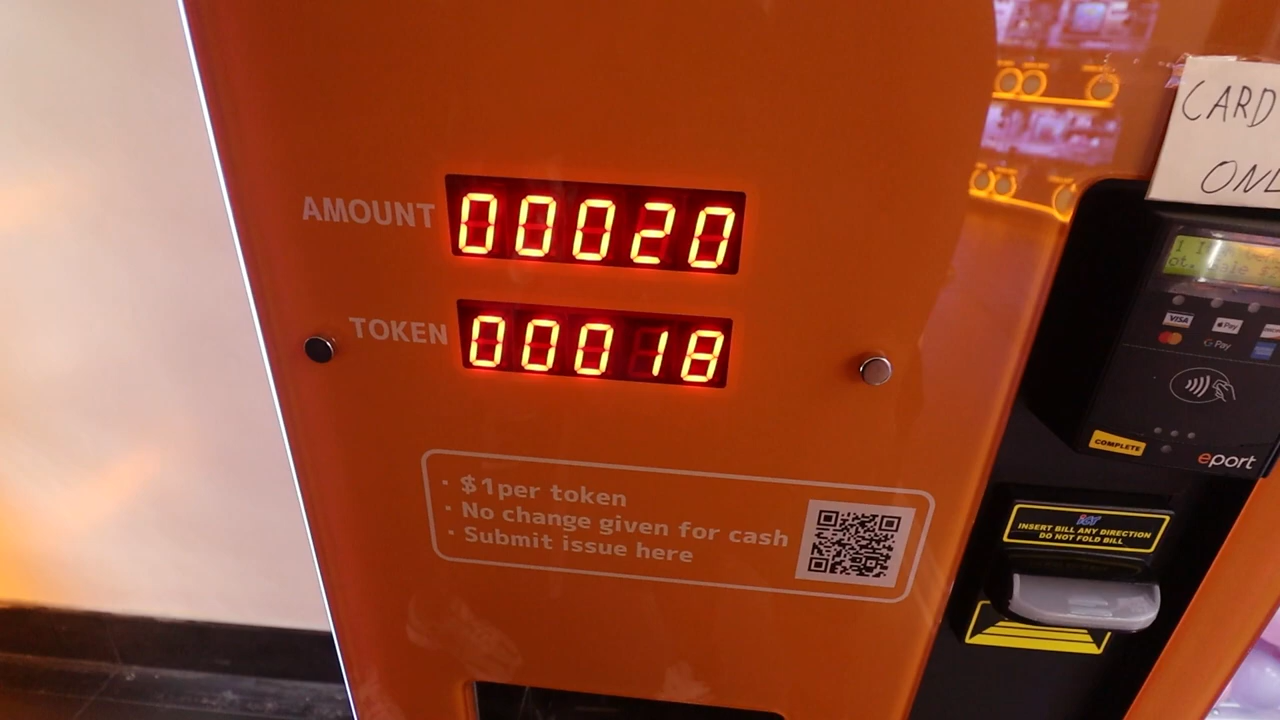 AMOUNT 00020
TOKEN 00018
· $1per token
· No change given for cash
· Submit issue here
CARD
VISA
Pay
G Pay
COMPLETE
eport
ict
INSERT BILL ANY DIRECTION
DO NOT FOLD BILL